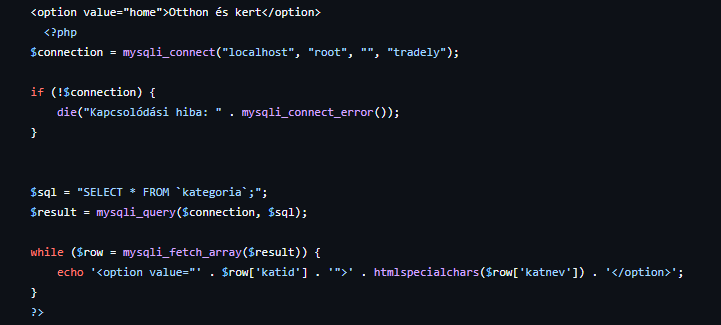 <option value="home">Otthon és kert</option>
<?php
$connection = mysqli_connect("localhost", "root", "", "tradely");
if (!$connection) {
die("Kapcsolódási hiba: " . mysqli_connect_error());
}
$sql = "SELECT * FROM `kategoria`;";
$result = mysqli_query($connection, $sql);
while ($row = mysqli_fetch_array($result)) {
echo '<option value="' . $row['katid'] . '">' . htmlspecialchars($row['katnev']) . '</option>';
}
?>